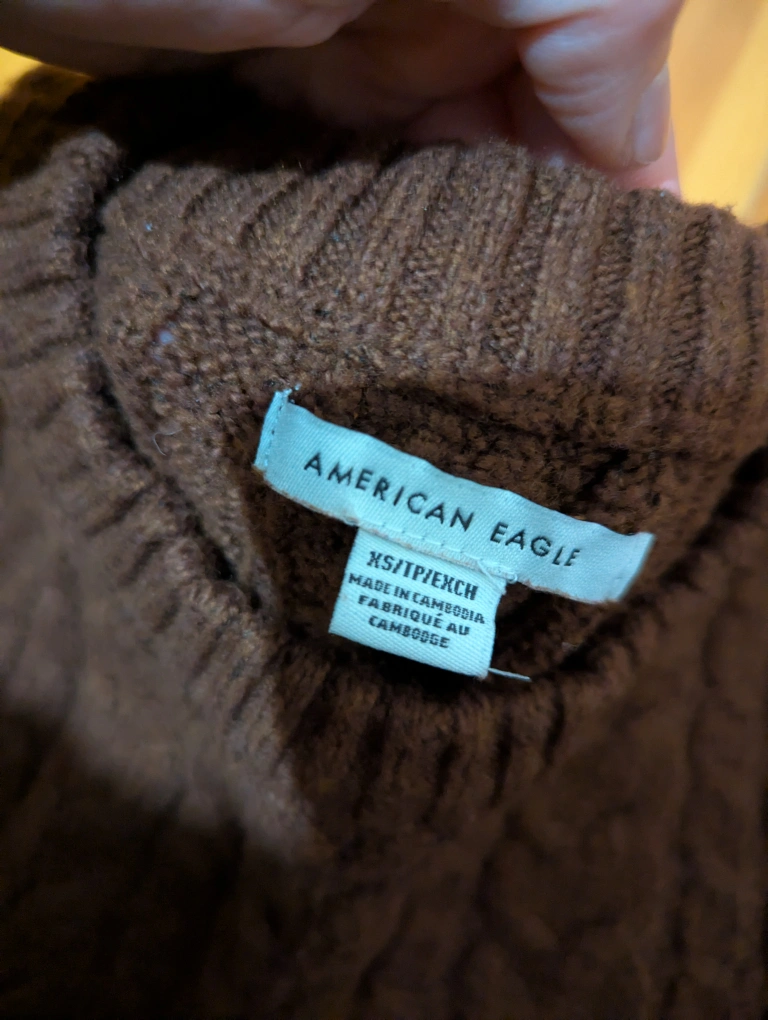 AMERICAN EAGLE
XS/TP/EXCH
MADE IN CAMBODIA
FABRIQUÉ AU
CAMBODGE